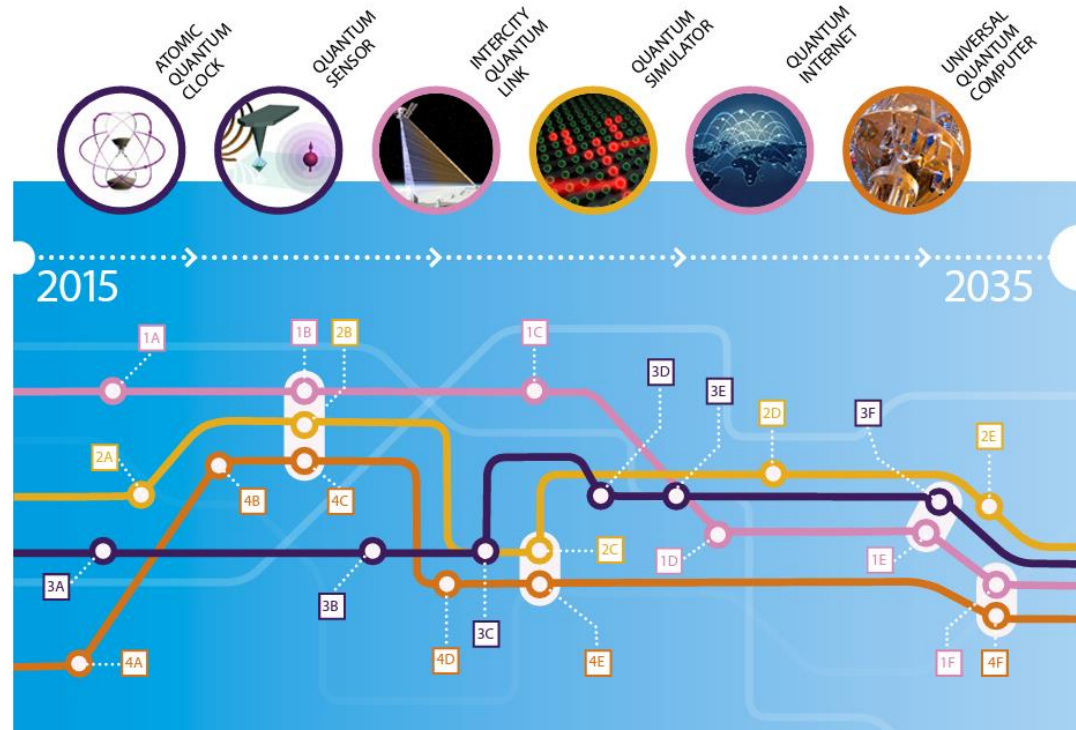 ATOMIC
QUANTUM
CLOCK
QUANTUM
SENSOR
INTERCITY
QUANTUM
LINK
QUANTUM
SIMULATOR
QUANTUM
INTERNET
UNIVERSAL
QUANTUM
COMPUTER
2015
2035
1A
1B
2B
1C
3D
3E
2D
3F
2E
2A
4B
4C
2C
1D
1E
3A
3B
3C
4A
4D
4E
1F
4F